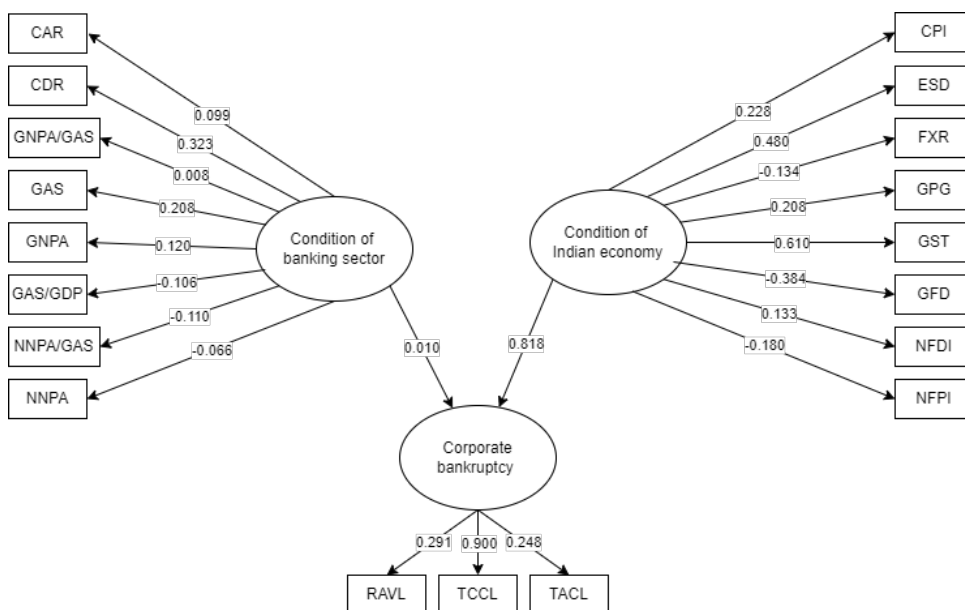 CAR
CPI
CDR
ESD
GNPA/GAS
FXR
GAS
GPG
GNPA
GST
GAS/GDP
GFD
NNPA/GAS
NFDI
NNPA
NFPI
0.099
0.323
0.008
0.208
0.120
-0.106
-0.110
-0.066
0.228
0.480
-0.134
0.208
0.610
-0.384
0.133
-0.180
Condition of
banking sector
Condition of
Indian economy
0.010
0.818
Corporate
bankruptcy
0.291
0.900
0.248
RAVL
TCCL
TACL